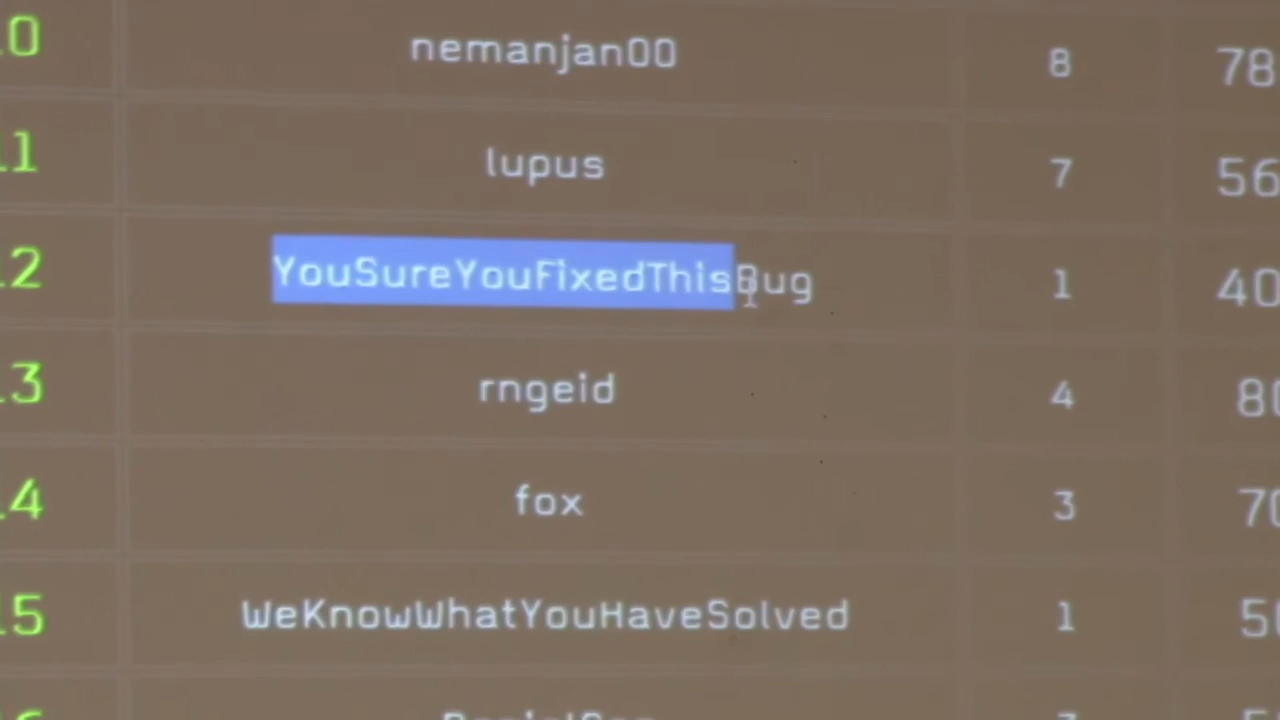 10 nemanjan00 8 78
11 lupus 7 56
12 YouSureYouFixedThisBug 1 40
13 rngeid 4 80
14 fox 3 70
15 WeKnowWhatYouHaveSolved 1 50